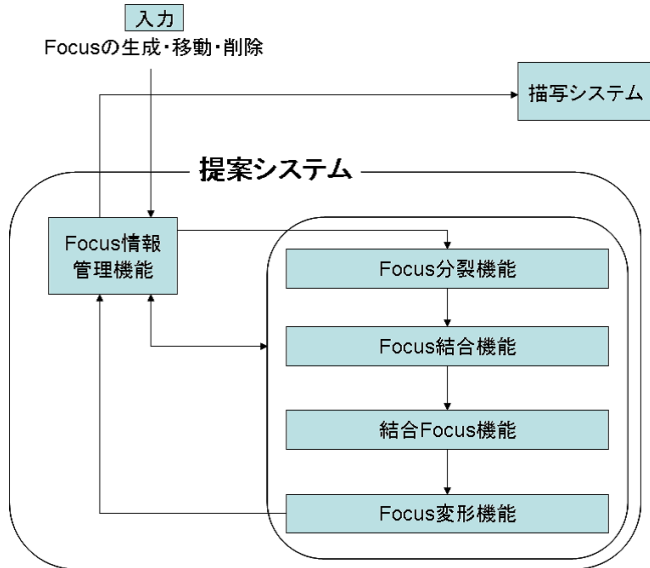 入力
Focusの生成・移動・削除
描写システム
提案システム
Focus情報
管理機能
Focus分裂機能
Focus結合機能
結合Focus機能
Focus変形機能